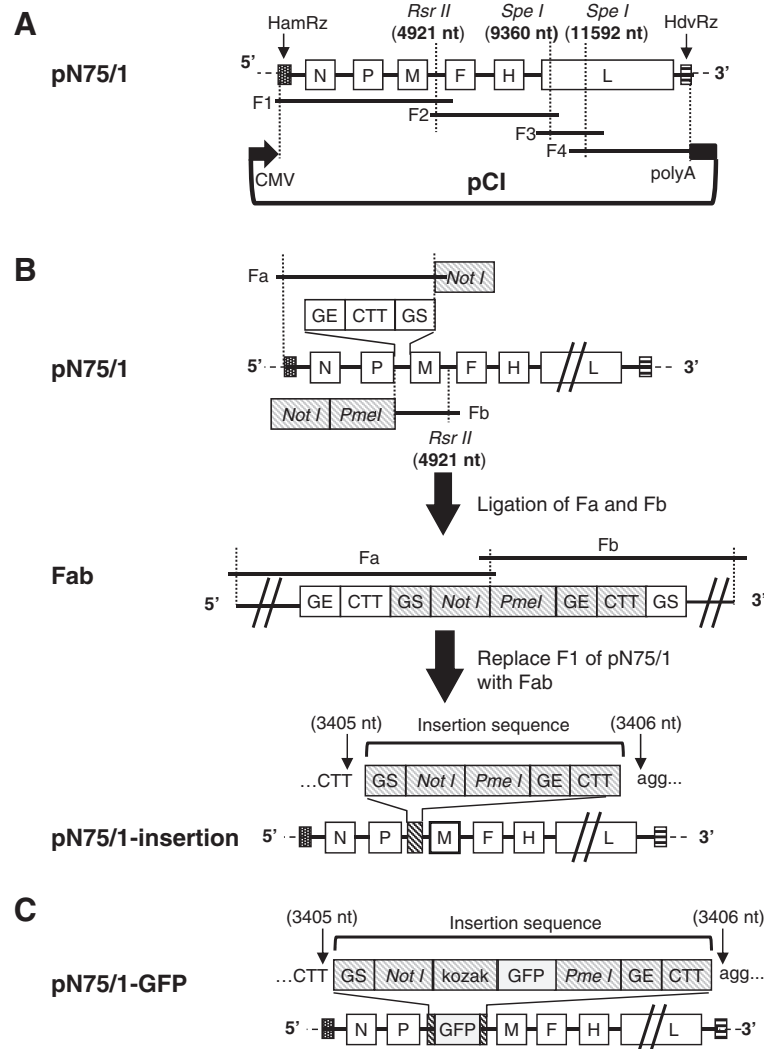 A
HamRz
Rsr II
(4921 nt)
Spe I
(9360 nt)
Spe I
(11592 nt)
HdvRz
pN75/1
5’
N P M F H L
3’
F1
F2
F3
F4
CMV
pCI
polyA
B
Fa
Not I
GE CTT GS
pN75/1
5’
N P M F H L
3’
Not I PmeI
Fb
Rsr II
(4921 nt)
Ligation of Fa and Fb
Fab
Fa
Fb
5’
GE CTT GS Not I PmeI GE CTT GS
3’
Replace F1 of pN75/1
with Fab
(3405 nt)
Insertion sequence
(3406 nt)
...CTT GS Not I Pme I GE CTT agg...
pN75/1-insertion
5’
N P M F H L
3’
C
(3405 nt)
Insertion sequence
(3406 nt)
pN75/1-GFP
...CTT GS Not I kozak GFP Pme I GE CTT agg...
5’
N P GFP M F H L
3’